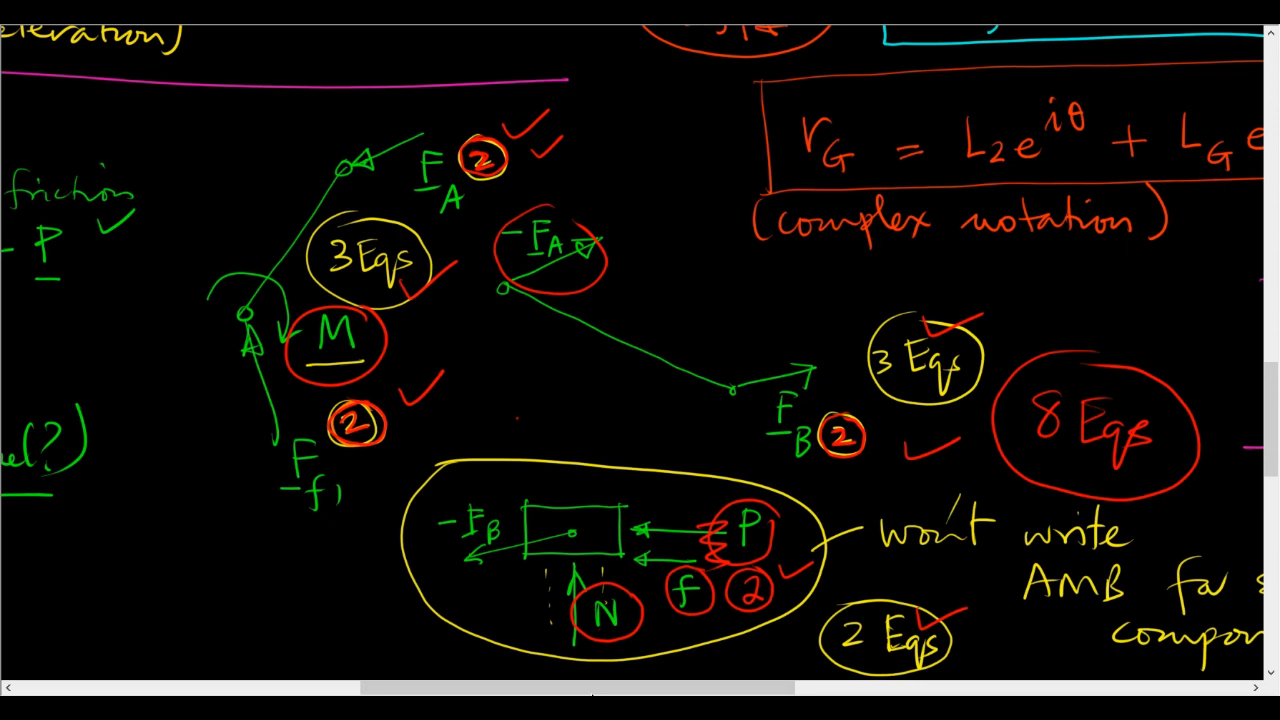 eleration)
friction
- P
F_A 2
3 Eqs
-F_A
A
M
2
F_f1
r_G = L_2 e^{iθ} + L_G e
(complex notation)
3 Eqs
8 Eqs
F_B 2
(?)
-F_B
P
f 2
N
won't write
AMB for
compon
2 Eqs